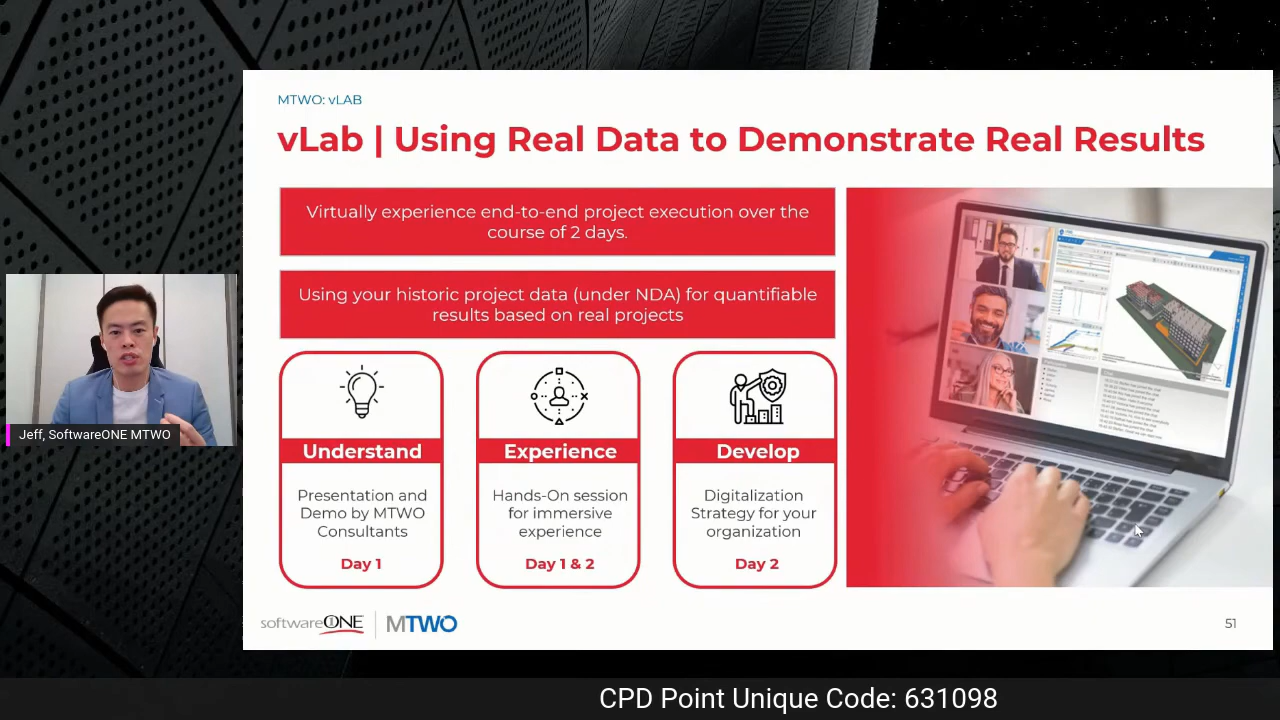 MTWO: vLAB
vLab | Using Real Data to Demonstrate Real Results
Virtually experience end-to-end project execution over the
course of 2 days.
Using your historic project data (under NDA) for quantifiable
results based on real projects
Understand
Presentation and
Demo by MTWO
Consultants
Day 1
Experience
Hands-On session
for immersive
experience
Day 1 & 2
Develop
Digitalization
Strategy for your
organization
Day 2
Jeff, SoftwareONE MTWO
softwareONE
MTWO
51
CPD Point Unique Code: 631098